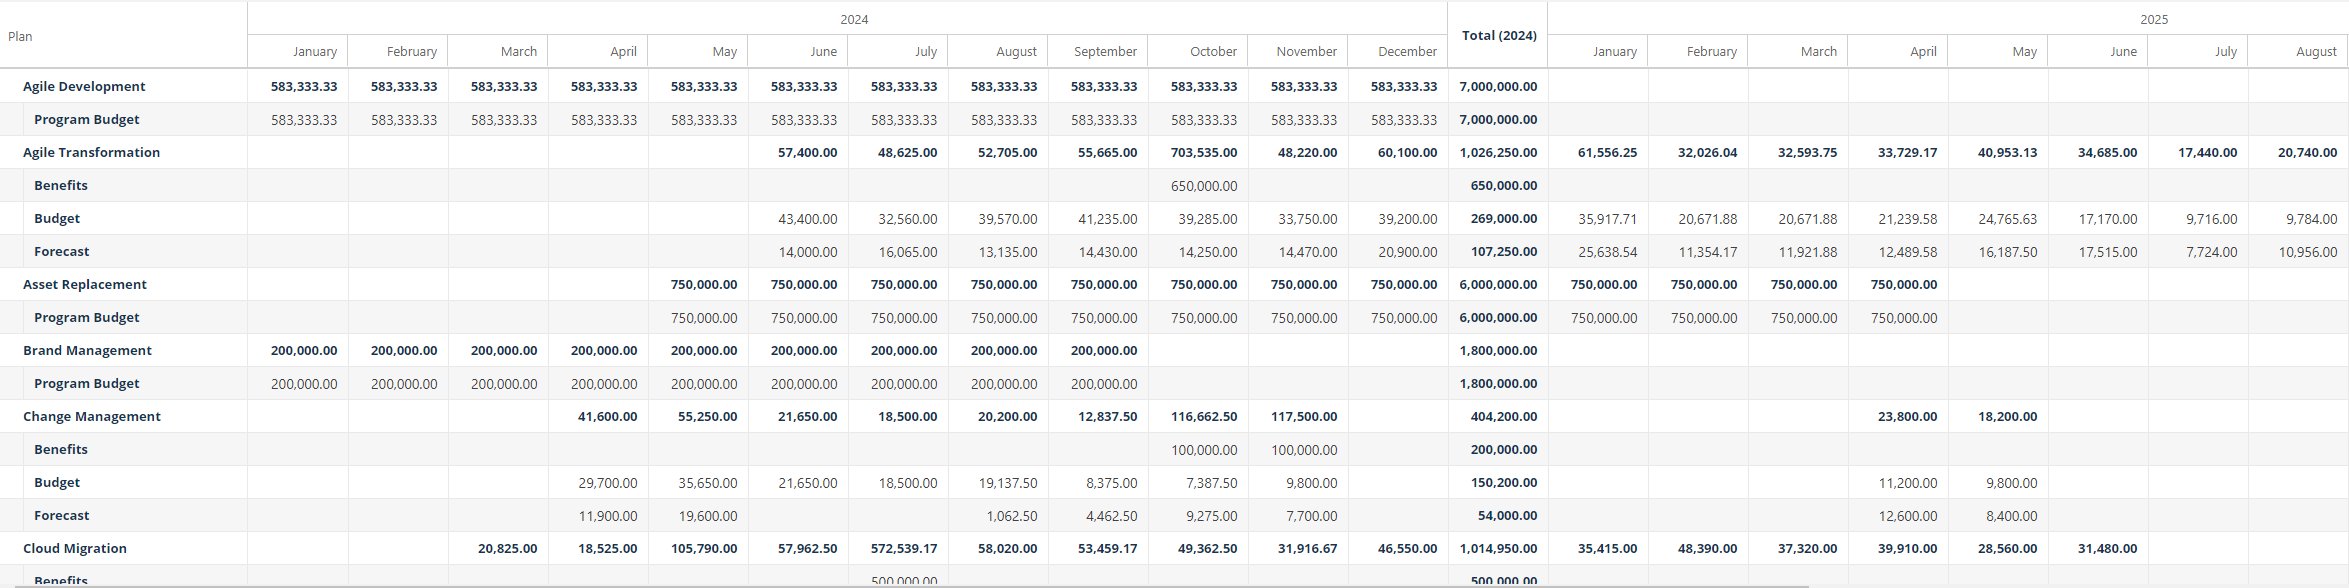 2024 2025
Plan Total (2024)
January February March April May June July August September October November December January February March April May June July August
Agile Development 583,333.33 583,333.33 583,333.33 583,333.33 583,333.33 583,333.33 583,333.33 583,333.33 583,333.33 583,333.33 583,333.33 583,333.33 7,000,000.00
Program Budget 583,333.33 583,333.33 583,333.33 583,333.33 583,333.33 583,333.33 583,333.33 583,333.33 583,333.33 583,333.33 583,333.33 583,333.33 7,000,000.00
Agile Transformation 57,400.00 48,625.00 52,705.00 55,665.00 703,535.00 48,220.00 60,100.00 1,026,250.00 61,556.25 32,026.04 32,593.75 33,729.17 40,953.13 34,685.00 17,440.00 20,740.00
Benefits 650,000.00 650,000.00
Budget 43,400.00 32,560.00 39,570.00 41,235.00 39,285.00 33,750.00 39,200.00 269,000.00 35,917.71 20,671.88 20,671.88 21,239.58 24,765.63 17,170.00 9,716.00 9,784.00
Forecast 14,000.00 16,065.00 13,135.00 14,430.00 14,250.00 14,470.00 20,900.00 107,250.00 25,638.54 11,354.17 11,921.88 12,489.58 16,187.50 17,515.00 7,724.00 10,956.00
Asset Replacement 750,000.00 750,000.00 750,000.00 750,000.00 750,000.00 750,000.00 750,000.00 750,000.00 6,000,000.00 750,000.00 750,000.00 750,000.00 750,000.00
Program Budget 750,000.00 750,000.00 750,000.00 750,000.00 750,000.00 750,000.00 750,000.00 750,000.00 6,000,000.00 750,000.00 750,000.00 750,000.00 750,000.00
Brand Management 200,000.00 200,000.00 200,000.00 200,000.00 200,000.00 200,000.00 200,000.00 200,000.00 200,000.00 1,800,000.00
Program Budget 200,000.00 200,000.00 200,000.00 200,000.00 200,000.00 200,000.00 200,000.00 200,000.00 200,000.00 1,800,000.00
Change Management 41,600.00 55,250.00 21,650.00 18,500.00 20,200.00 12,837.50 116,662.50 117,500.00 404,200.00 23,800.00 18,200.00
Benefits 100,000.00 100,000.00 200,000.00
Budget 29,700.00 35,650.00 21,650.00 18,500.00 19,137.50 8,375.00 7,387.50 9,800.00 150,200.00 11,200.00 9,800.00
Forecast 11,900.00 19,600.00 1,062.50 4,462.50 9,275.00 7,700.00 54,000.00 12,600.00 8,400.00
Cloud Migration 20,825.00 18,525.00 105,790.00 57,962.50 572,539.17 58,020.00 53,459.17 49,362.50 31,916.67 46,550.00 1,014,950.00 35,415.00 48,390.00 37,320.00 39,910.00 28,560.00 31,480.00
Benefits 500,000.00 500,000.00